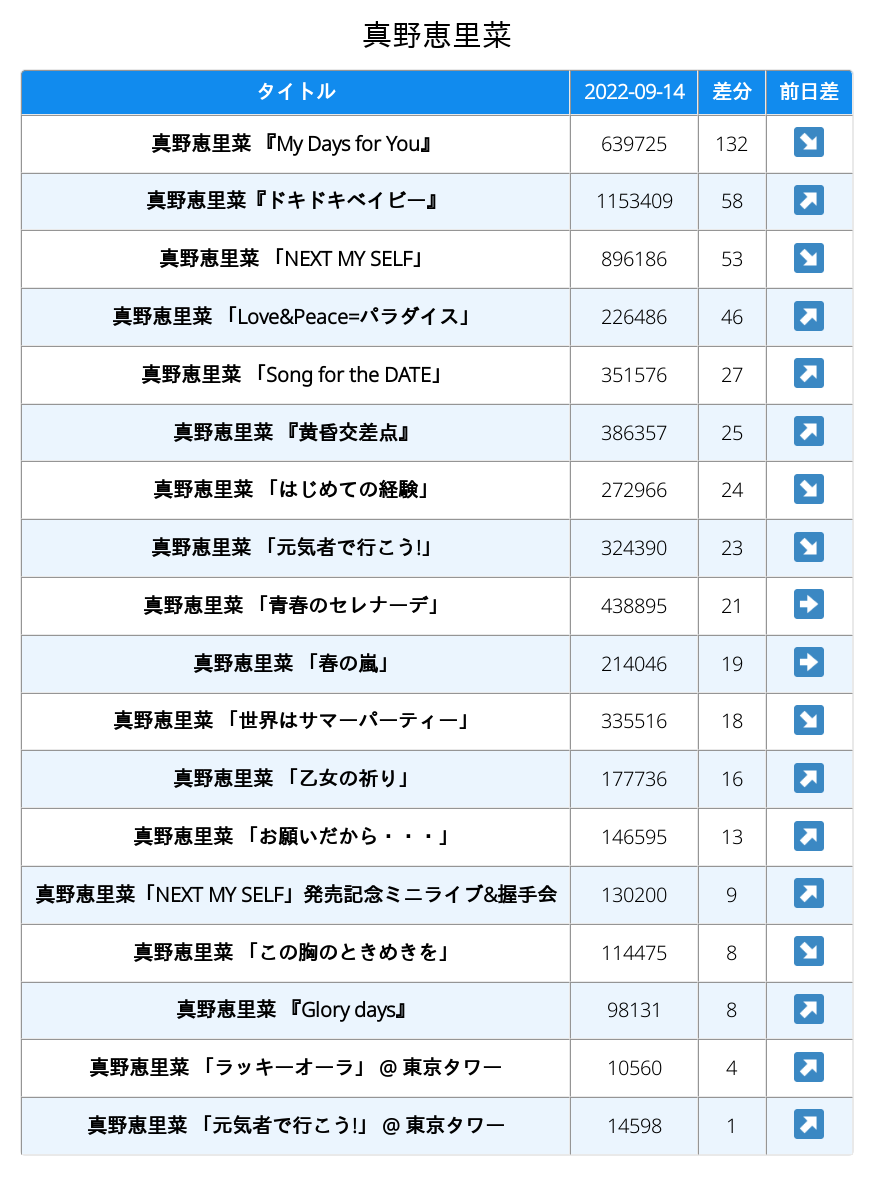 真野恵里菜
タイトル 2022-09-14 差分 前日差
真野恵里菜 『My Days for You』 639725 132 ↘
真野恵里菜『ドキドキベイビー』 1153409 58 ↗
真野恵里菜 「NEXT MY SELF」 896186 53 ↘
真野恵里菜 「Love&Peace=パラダイス」 226486 46 ↗
真野恵里菜 「Song for the DATE」 351576 27 ↗
真野恵里菜 『黄昏交差点』 386357 25 ↗
真野恵里菜 「はじめての経験」 272966 24 ↘
真野恵里菜 「元気者で行こう!」 324390 23 ↘
真野恵里菜 「青春のセレナーデ」 438895 21 →
真野恵里菜 「春の嵐」 214046 19 →
真野恵里菜 「世界はサマーパーティー」 335516 18 ↘
真野恵里菜 「乙女の祈り」 177736 16 ↗
真野恵里菜 「お願いだから・・・」 146595 13 ↗
真野恵里菜「NEXT MY SELF」発売記念ミニライブ&握手会 130200 9 ↗
真野恵里菜 「この胸のときめきを」 114475 8 ↘
真野恵里菜 『Glory days』 98131 8 ↗
真野恵里菜 「ラッキーオーラ」 @ 東京タワー 10560 4 ↗
真野恵里菜 「元気者で行こう!」 @ 東京タワー 14598 1 ↗